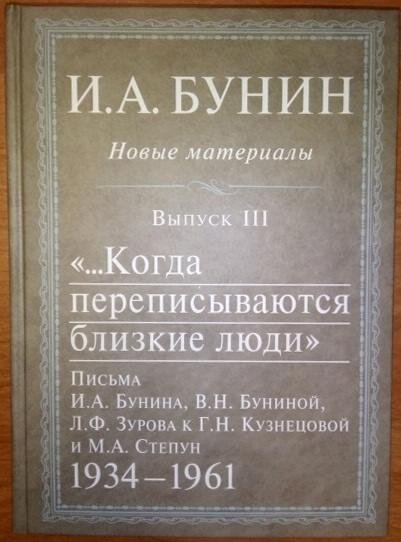 И.А. БУНИН
Новые материалы
Выпуск III
«...Когда
переписываются
близкие люди»
Письма
И.А. Бунина, В.Н. Буниной,
Л.Ф. Зурова к Г.Н. Кузнецовой
и М.А. Степун
1934–1961